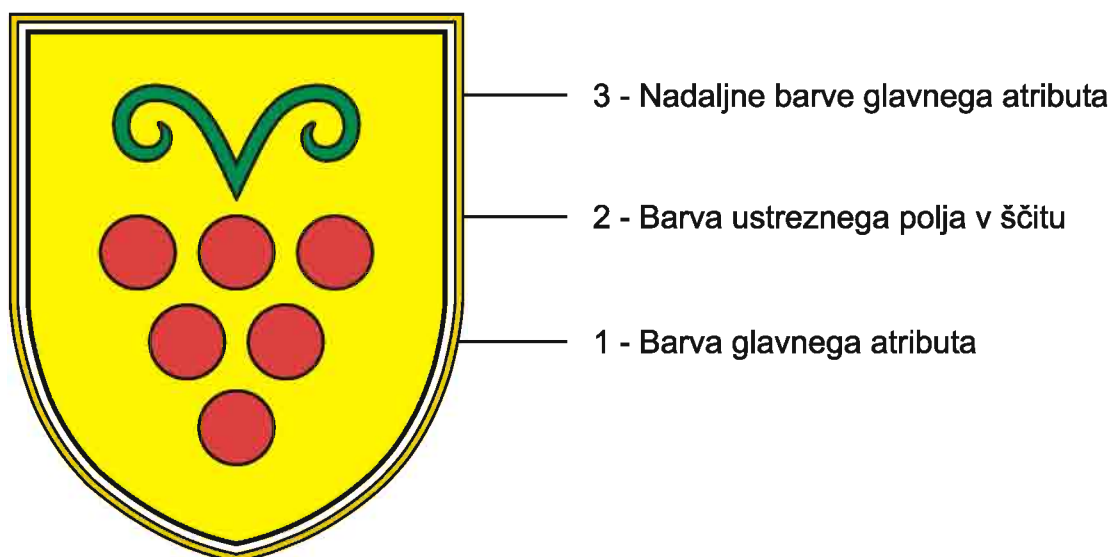 3 - Nadaljne barve glavnega atributa
2 - Barva ustreznega polja v ščitu
1 - Barva glavnega atributa